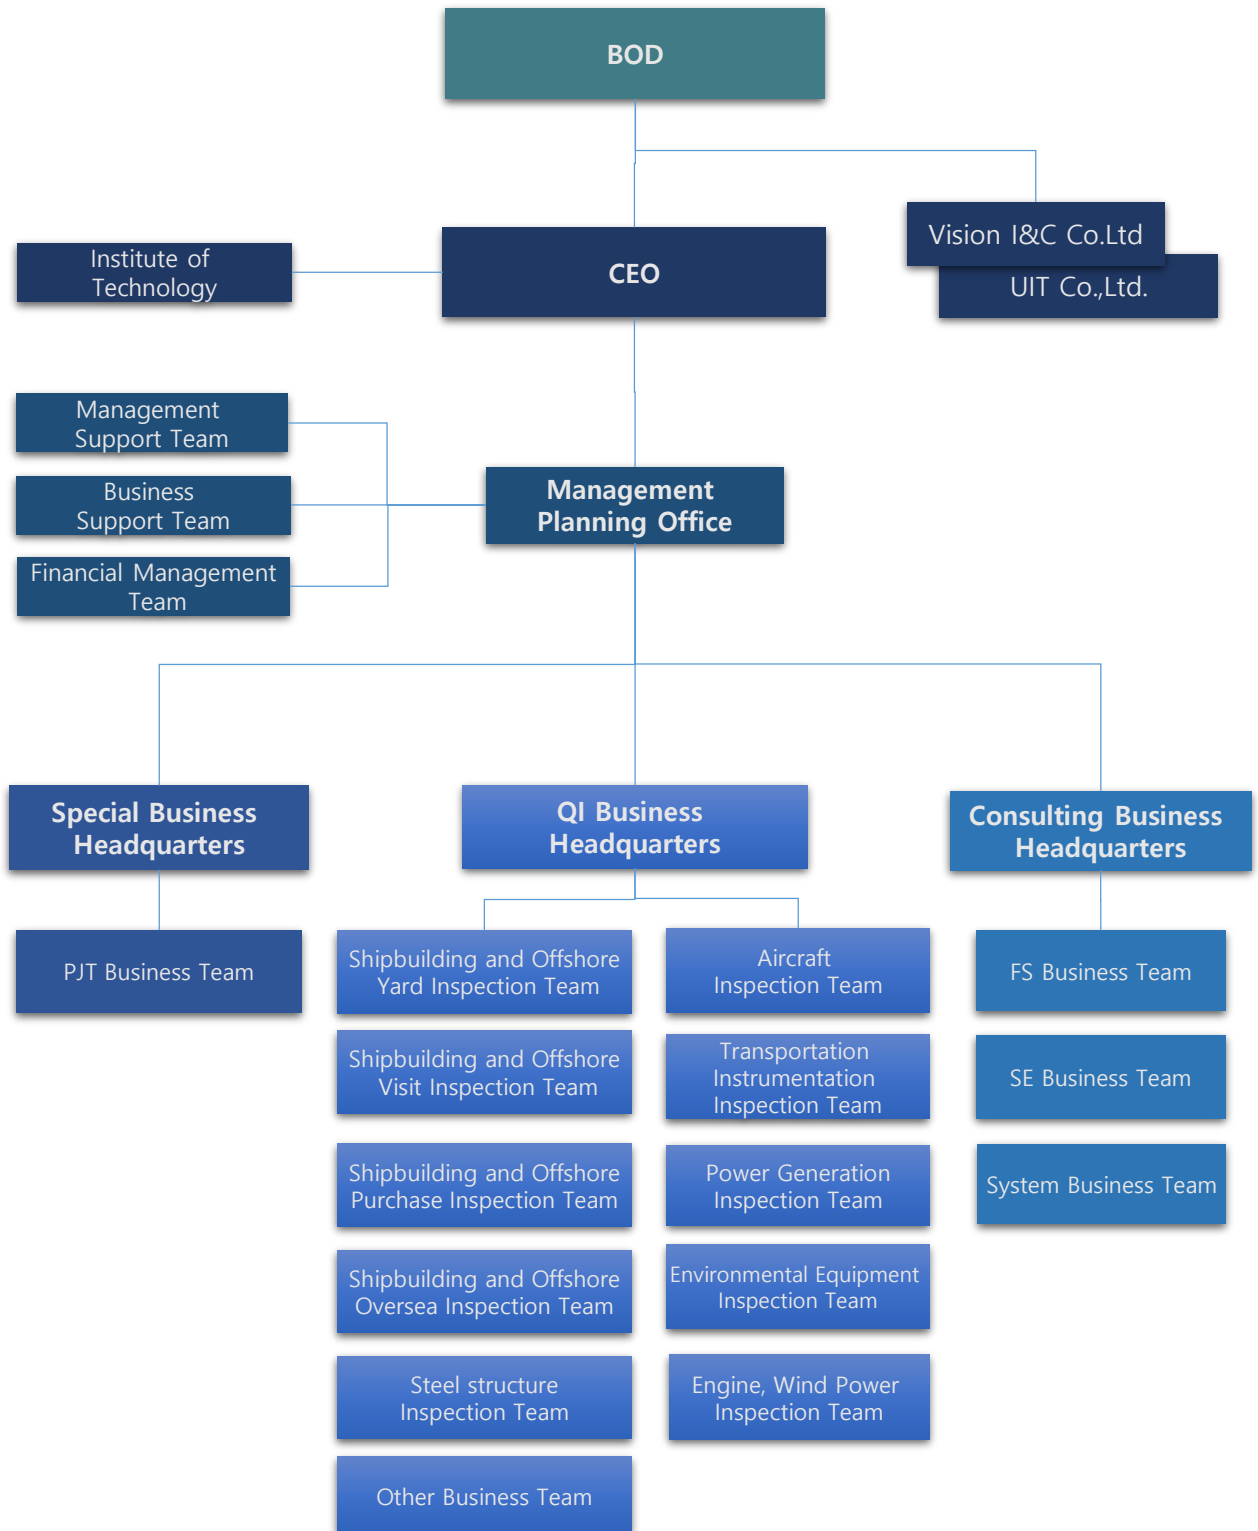 BOD
Vision I&C Co.Ltd
UIT Co.,Ltd.
CEO
Institute of
Technology
Management
Support Team
Business
Support Team
Financial Management
Team
Management
Planning Office
Special Business
Headquarters
QI Business
Headquarters
Consulting Business
Headquarters
PJT Business Team
Shipbuilding and Offshore
Yard Inspection Team
Shipbuilding and Offshore
Visit Inspection Team
Shipbuilding and Offshore
Purchase Inspection Team
Shipbuilding and Offshore
Oversea Inspection Team
Steel structure
Inspection Team
Other Business Team
Aircraft
Inspection Team
Transportation
Instrumentation
Inspection Team
Power Generation
Inspection Team
Environmental Equipment
Inspection Team
Engine, Wind Power
Inspection Team
FS Business Team
SE Business Team
System Business Team